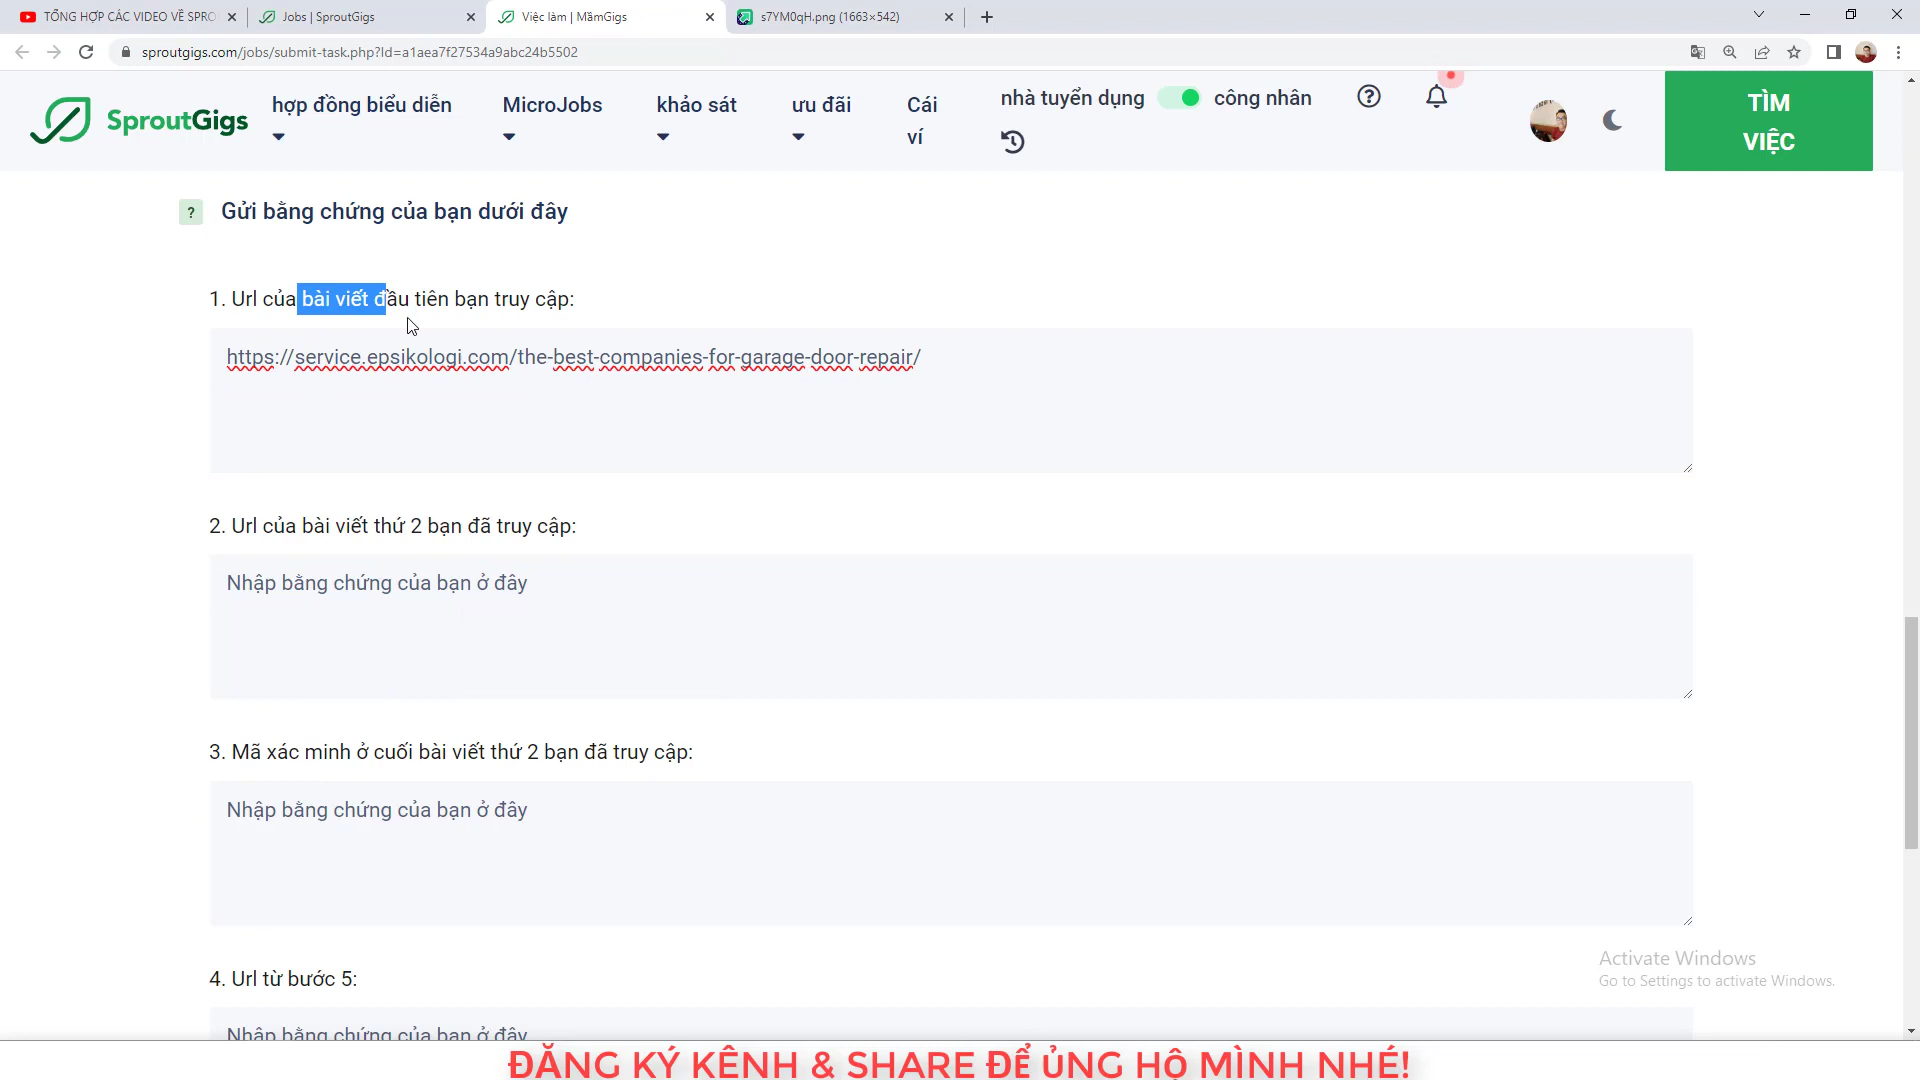 TỔNG HỢP CÁC VIDEO VỀ SPRO
Jobs | SproutGigs
Việc làm | MầmGigs
s7YM0qH.png (1663×542)
sproutgigs.com/jobs/submit-task.php?Id=a1aea7f27534a9abc24b5502
SproutGigs
hợp đồng biểu diễn
MicroJobs
khảo sát
ưu đãi
Cái
ví
nhà tuyển dụng
công nhân
TÌM
VIỆC
? Gửi bằng chứng của bạn dưới đây
1. Url của bài viết đầu tiên bạn truy cập:
https://service.epsikologi.com/the-best-companies-for-garage-door-repair/
2. Url của bài viết thứ 2 bạn đã truy cập:
Nhập bằng chứng của bạn ở đây
3. Mã xác minh ở cuối bài viết thứ 2 bạn đã truy cập:
Nhập bằng chứng của bạn ở đây
Activate Windows
Go to Settings to activate Windows.
4. Url từ bước 5:
Nhập bằng chứng của bạn ở đây
ĐĂNG KÝ KÊNH & SHARE ĐỂ ỦNG HỘ MÌNH NHÉ!